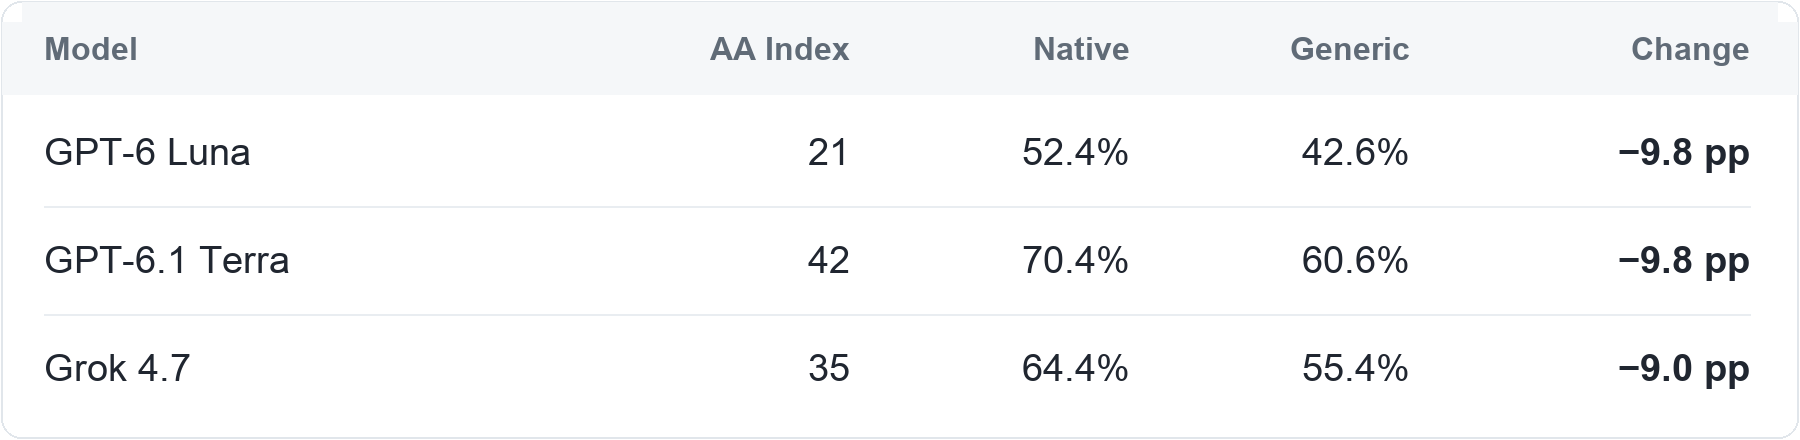 Model AA Index Native Generic Change
GPT-6 Luna 21 52.4% 42.6% −9.8 pp
GPT-6.1 Terra 42 70.4% 60.6% −9.8 pp
Grok 4.7 35 64.4% 55.4% −9.0 pp